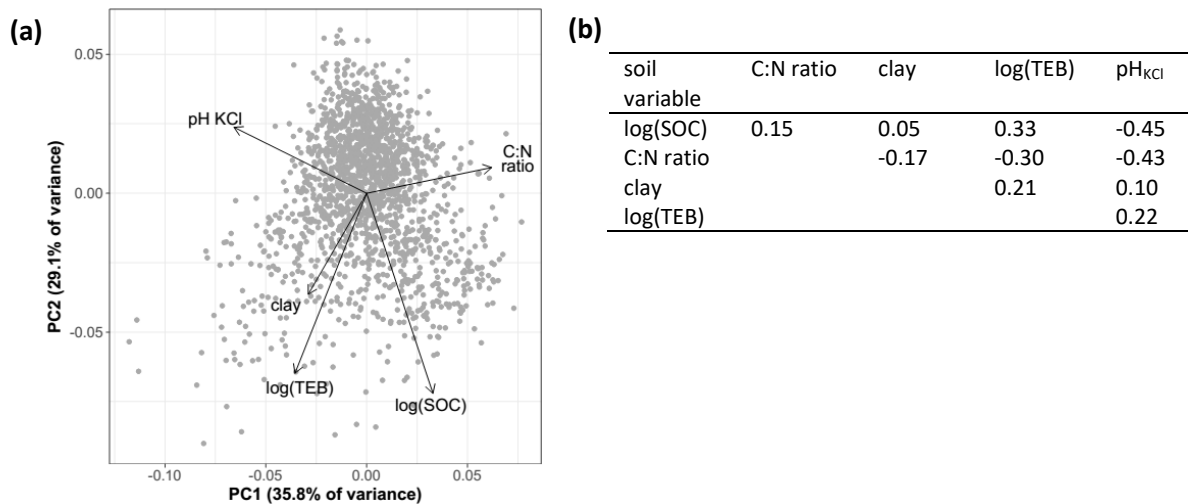 (a)
0.05
0.00
-0.05
PC2 (29.1% of variance)
pH KCl
C:N
ratio
clay
log(TEB)
log(SOC)
-0.10 -0.05 0.00 0.05
PC1 (35.8% of variance)
(b)
soil variable C:N ratio clay log(TEB) pHKCl
log(SOC) 0.15 0.05 0.33 -0.45
C:N ratio -0.17 -0.30 -0.43
clay 0.21 0.10
log(TEB) 0.22